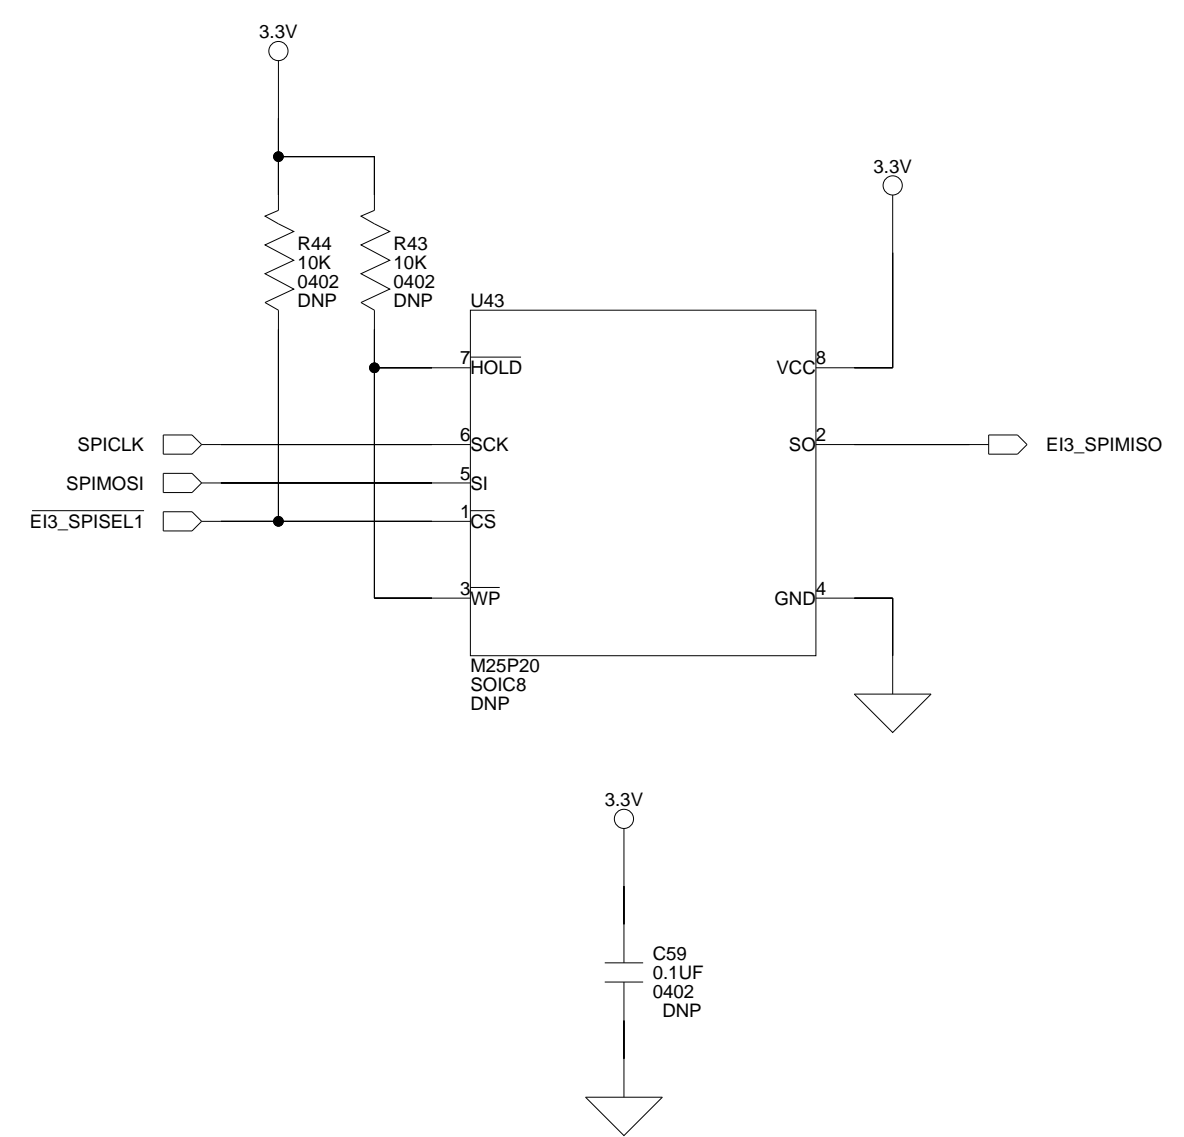 3.3V
3.3V
R44
10K
0402
DNP
R43
10K
0402
DNP
U43
7
HOLD
VCC
8
SPICLK
6
SCK
SO
2
EI3_SPIMISO
SPIMOSI
5
SI
EI3_SPISEL1
1
CS
3
WP
GND
4
M25P20
SOIC8
DNP
3.3V
C59
0.1UF
0402
DNP